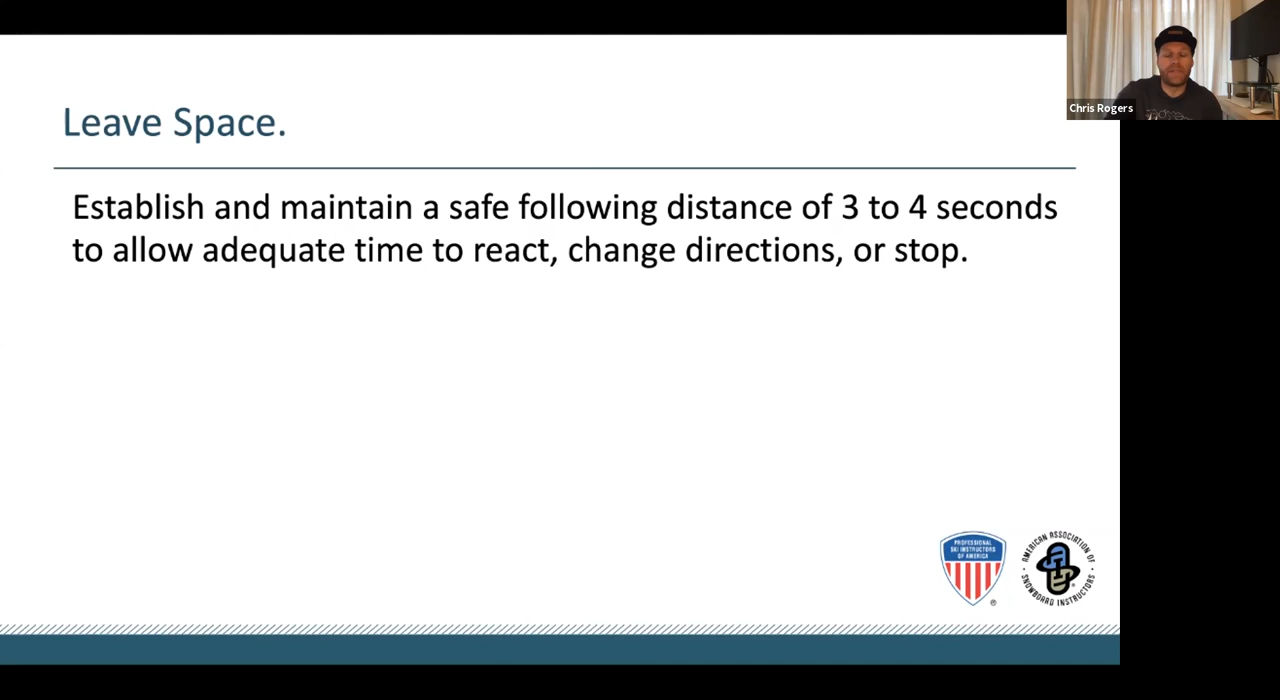 Chris Rogers
Leave Space.
Establish and maintain a safe following distance of 3 to 4 seconds
to allow adequate time to react, change directions, or stop.
PROFESSIONAL
SKI INSTRUCTORS
OF AMERICA
®
AMERICAN ASSOCIATION OF
SNOWBOARD INSTRUCTORS